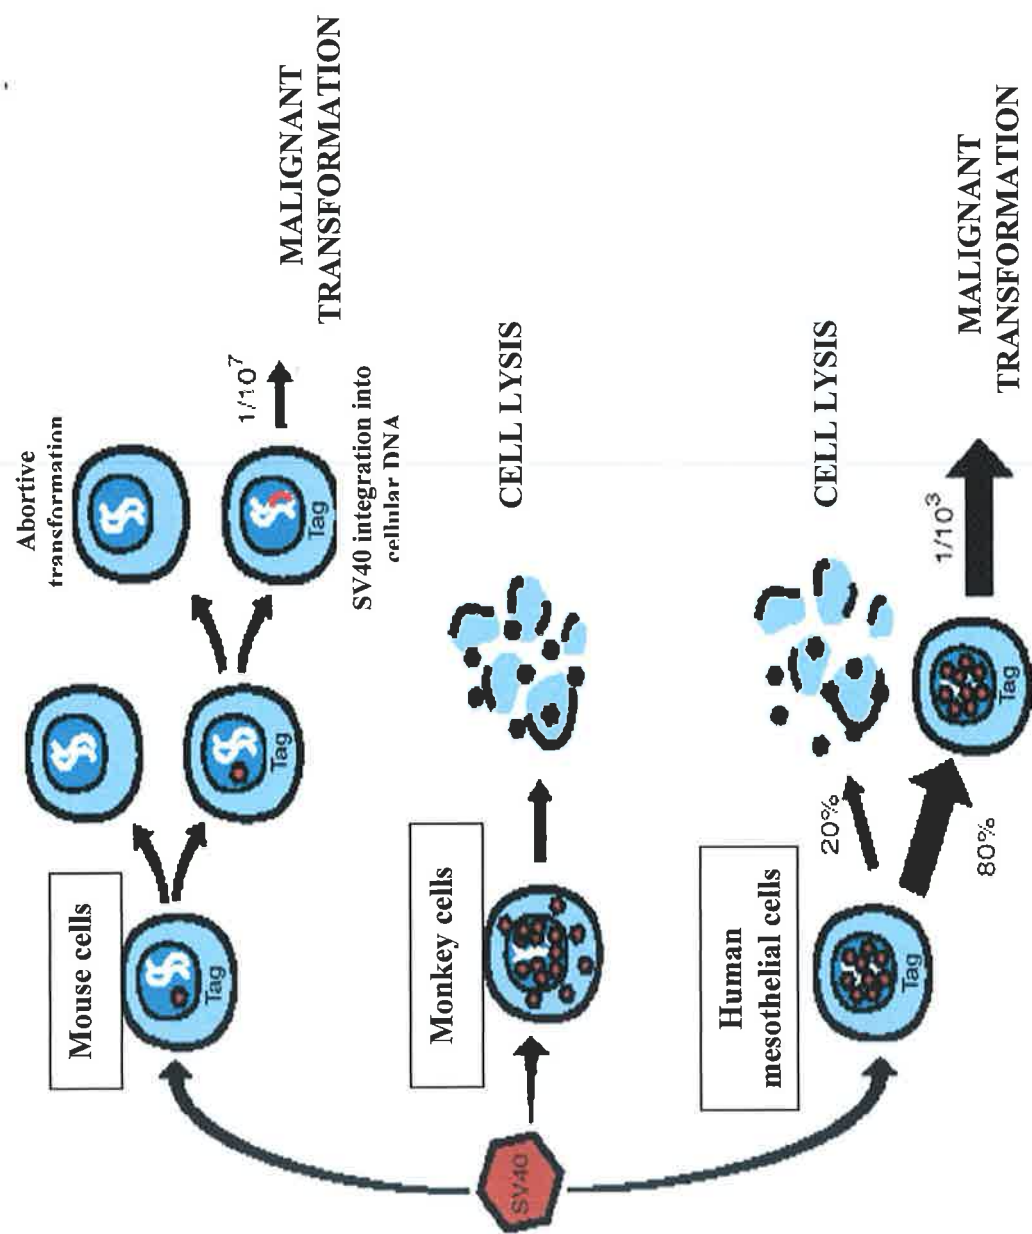 SV40
Mouse cells
Tag
Tag
Abortive
transformation
Tag
SV40 integration into
cellular DNA
1/10⁷
MALIGNANT
TRANSFORMATION
Monkey cells
CELL LYSIS
Human
mesothelial cells
Tag
20%
80%
CELL LYSIS
Tag
1/10³
MALIGNANT
TRANSFORMATION